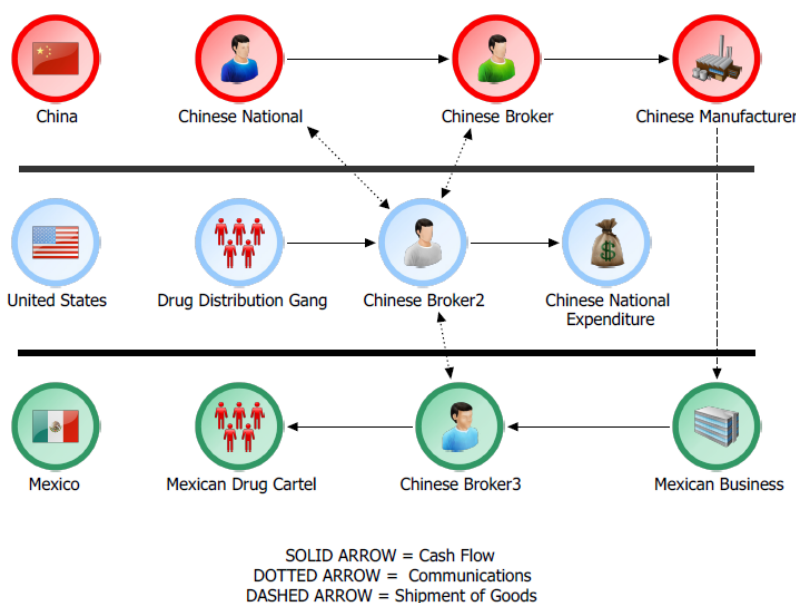 China
Chinese National
Chinese Broker
Chinese Manufacturer
United States
Drug Distribution Gang
Chinese Broker2
Chinese National
Expenditure
Mexico
Mexican Drug Cartel
Chinese Broker3
Mexican Business
SOLID ARROW = Cash Flow
DOTTED ARROW = Communications
DASHED ARROW = Shipment of Goods